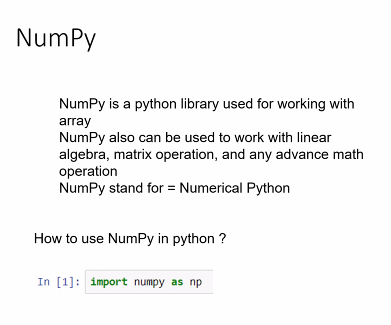 NumPy
NumPy is a python library used for working with
array
NumPy also can be used to work with linear
algebra, matrix operation, and any advance math
operation
NumPy stand for = Numerical Python
How to use NumPy in python ?
In [1]: import numpy as np